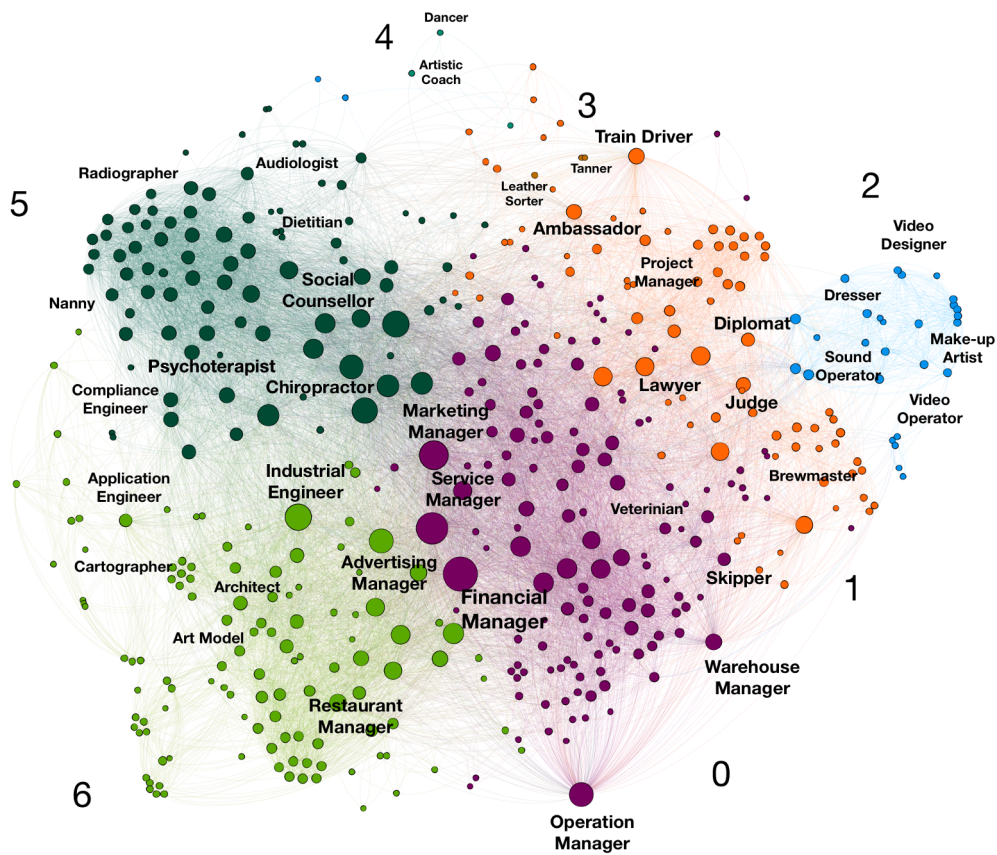 Dancer
4
Artistic
Coach
3
Train Driver
Audiologist
Radiographer
Tanner
Leather
Sorter
2
5
Dietitian
Ambassador
Video
Designer
Project
Manager
Social
Counsellor
Dresser
Nanny
Diplomat
Make-up
Artist
Psychoterapist
Sound
Operator
Chiropractor
Lawyer
Compliance
Engineer
Judge
Video
Operator
Marketing
Manager
Industrial
Engineer
Service
Manager
Brewmaster
Application
Engineer
Veterinian
Cartographer
Advertising
Manager
Architect
Skipper
1
Financial
Manager
Art Model
Warehouse
Manager
Restaurant
Manager
0
6
Operation
Manager